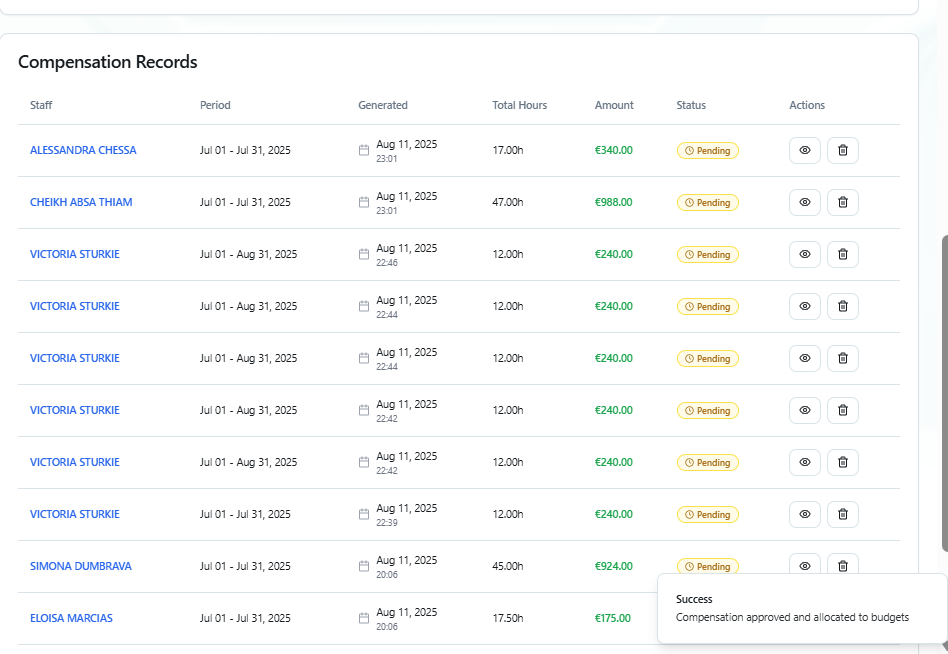 Compensation Records
Staff Period Generated Total Hours Amount Status Actions
ALESSANDRA CHESSA Jul 01 - Jul 31, 2025 Aug 11, 2025 17.00h €340.00 Pending
23:01
CHEIKH ABSA THIAM Jul 01 - Jul 31, 2025 Aug 11, 2025 47.00h €988.00 Pending
23:01
VICTORIA STURKIE Jul 01 - Aug 31, 2025 Aug 11, 2025 12.00h €240.00 Pending
22:46
VICTORIA STURKIE Jul 01 - Aug 31, 2025 Aug 11, 2025 12.00h €240.00 Pending
22:44
VICTORIA STURKIE Jul 01 - Aug 31, 2025 Aug 11, 2025 12.00h €240.00 Pending
22:44
VICTORIA STURKIE Jul 01 - Aug 31, 2025 Aug 11, 2025 12.00h €240.00 Pending
22:42
VICTORIA STURKIE Jul 01 - Aug 31, 2025 Aug 11, 2025 12.00h €240.00 Pending
22:42
VICTORIA STURKIE Jul 01 - Jul 31, 2025 Aug 11, 2025 12.00h €240.00 Pending
22:39
SIMONA DUMBRAVA Jul 01 - Jul 31, 2025 Aug 11, 2025 45.00h €924.00 Pending
20:06
ELOISA MARCIAS Jul 01 - Jul 31, 2025 Aug 11, 2025 17.50h €175.00
20:06
Success
Compensation approved and allocated to budgets